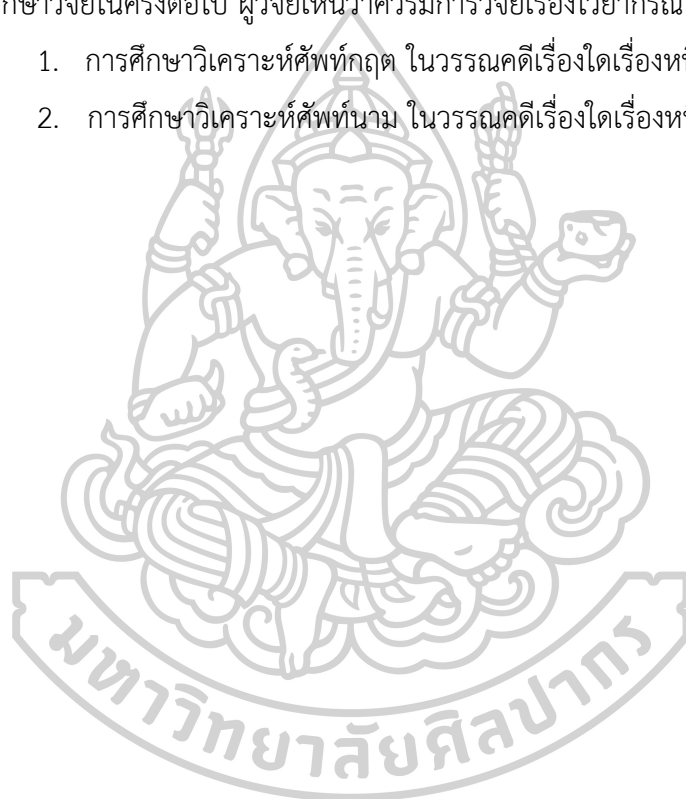 กษาวิจัยในครั้งต่อไป ผู้วิจัยเห็นว่าควรมีการวิจัยเรื่องไวยากรณ์
1. การศึกษาวิเคราะห์ศัพท์กฤต ในวรรณคดีเรื่องใดเรื่อง
2. การศึกษาวิเคราะห์ศัพท์นาม ในวรรณคดีเรื่องใดเรื่อง
มหาวิทยาลัยศิลปากร